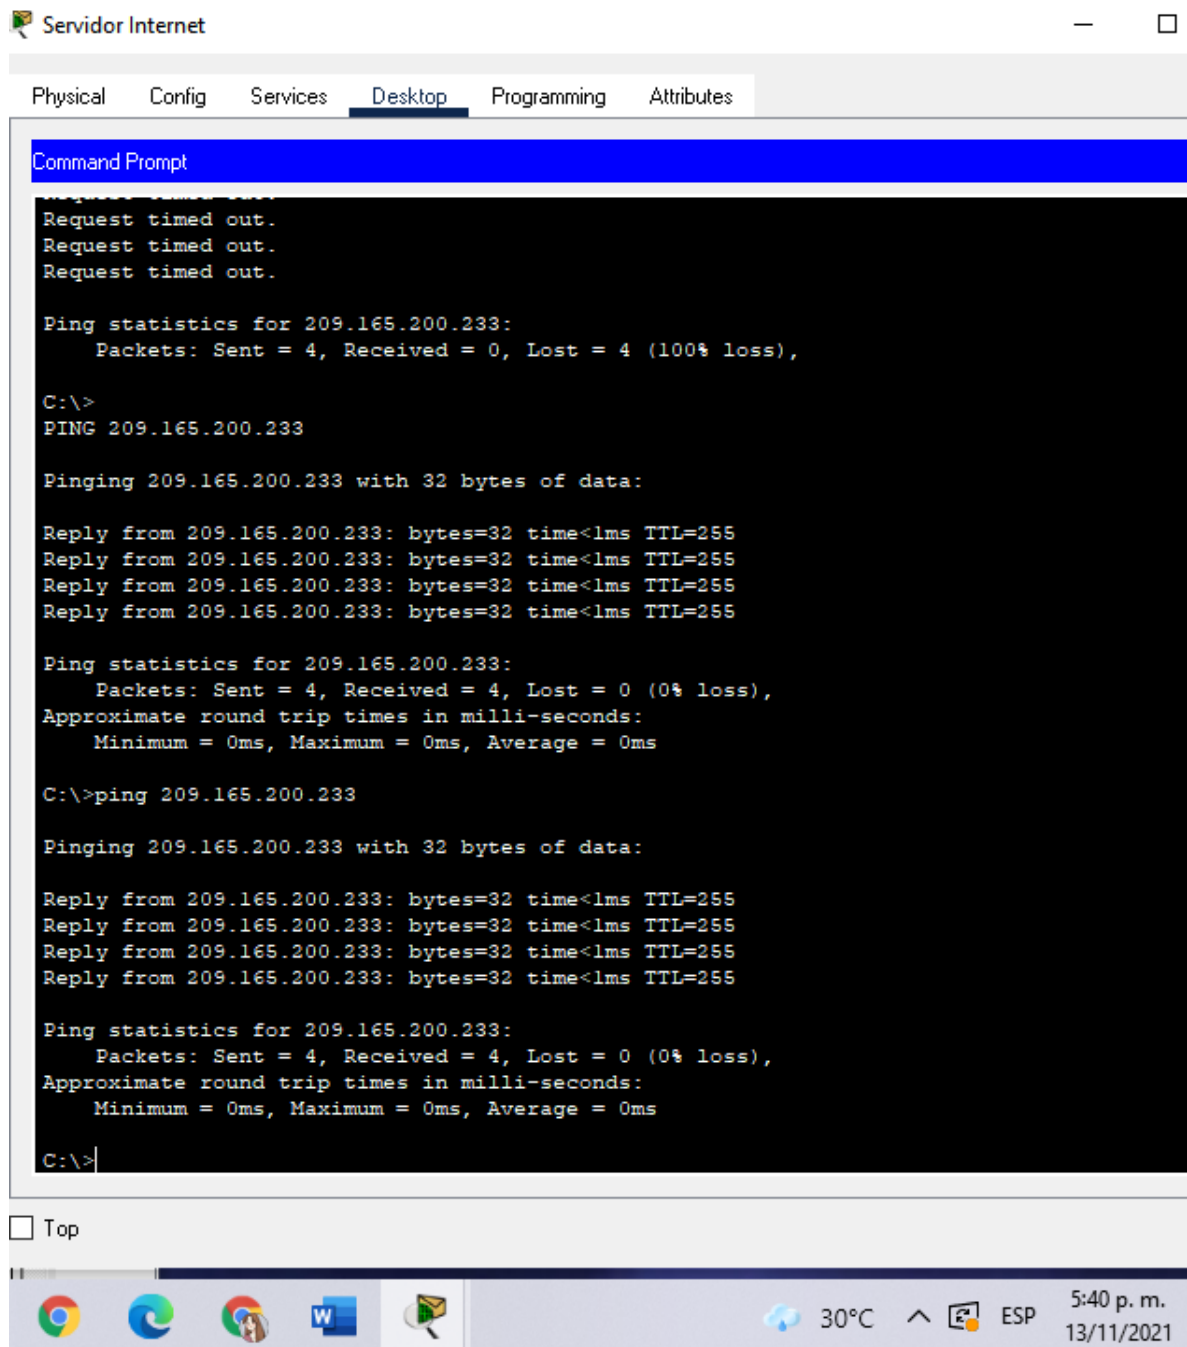 Servidor Internet
Physical Config Services Desktop Programming Attributes
Command Prompt
Request timed out.
Request timed out.
Request timed out.
Request timed out.
Ping statistics for 209.165.200.233:
Packets: Sent = 4, Received = 0, Lost = 4 (100% loss),
C:\>
PING 209.165.200.233
Pinging 209.165.200.233 with 32 bytes of data:
Reply from 209.165.200.233: bytes=32 time<1ms TTL=255
Reply from 209.165.200.233: bytes=32 time<1ms TTL=255
Reply from 209.165.200.233: bytes=32 time<1ms TTL=255
Reply from 209.165.200.233: bytes=32 time<1ms TTL=255
Ping statistics for 209.165.200.233:
Packets: Sent = 4, Received = 4, Lost = 0 (0% loss),
Approximate round trip times in milli-seconds:
Minimum = 0ms, Maximum = 0ms, Average = 0ms
C:\>ping 209.165.200.233
Pinging 209.165.200.233 with 32 bytes of data:
Reply from 209.165.200.233: bytes=32 time<1ms TTL=255
Reply from 209.165.200.233: bytes=32 time<1ms TTL=255
Reply from 209.165.200.233: bytes=32 time<1ms TTL=255
Reply from 209.165.200.233: bytes=32 time<1ms TTL=255
Ping statistics for 209.165.200.233:
Packets: Sent = 4, Received = 4, Lost = 0 (0% loss),
Approximate round trip times in milli-seconds:
Minimum = 0ms, Maximum = 0ms, Average = 0ms
C:\>
Top
W 30°C ESP 5:40 p. m.
13/11/2021